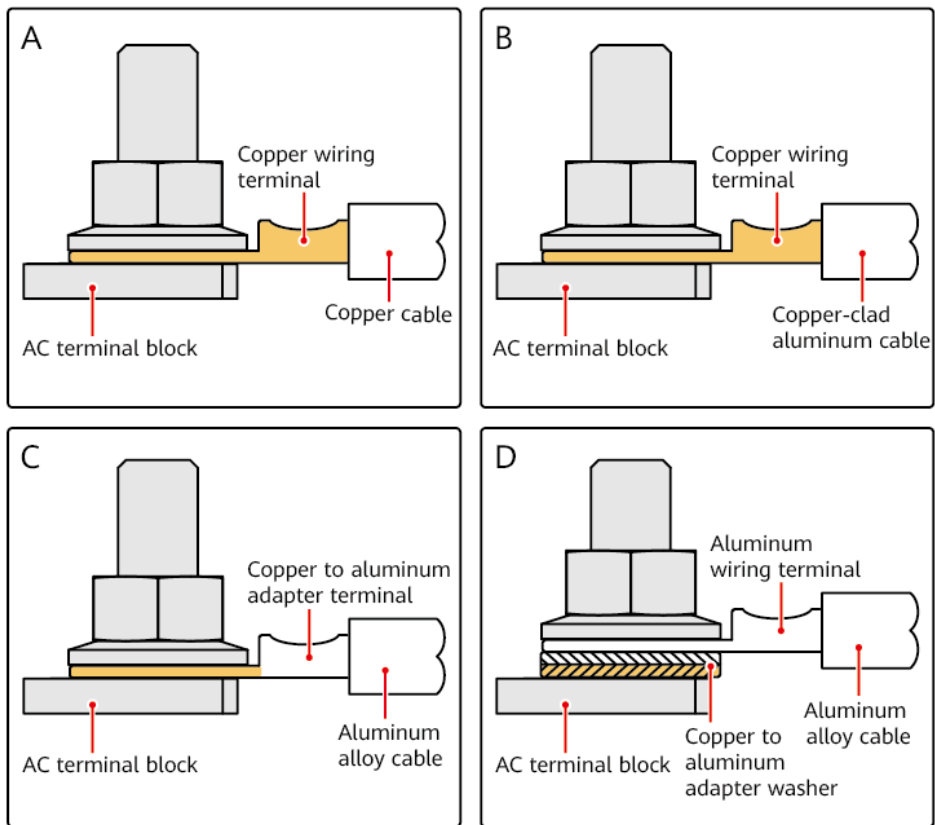 A
Copper wiring
terminal
Copper cable
AC terminal block
B
Copper wiring
terminal
Copper-clad
aluminum cable
AC terminal block
C
Copper to aluminum
adapter terminal
Aluminum
alloy cable
AC terminal block
D
Aluminum
wiring terminal
Aluminum
alloy cable
Copper to
aluminum
adapter washer
AC terminal block